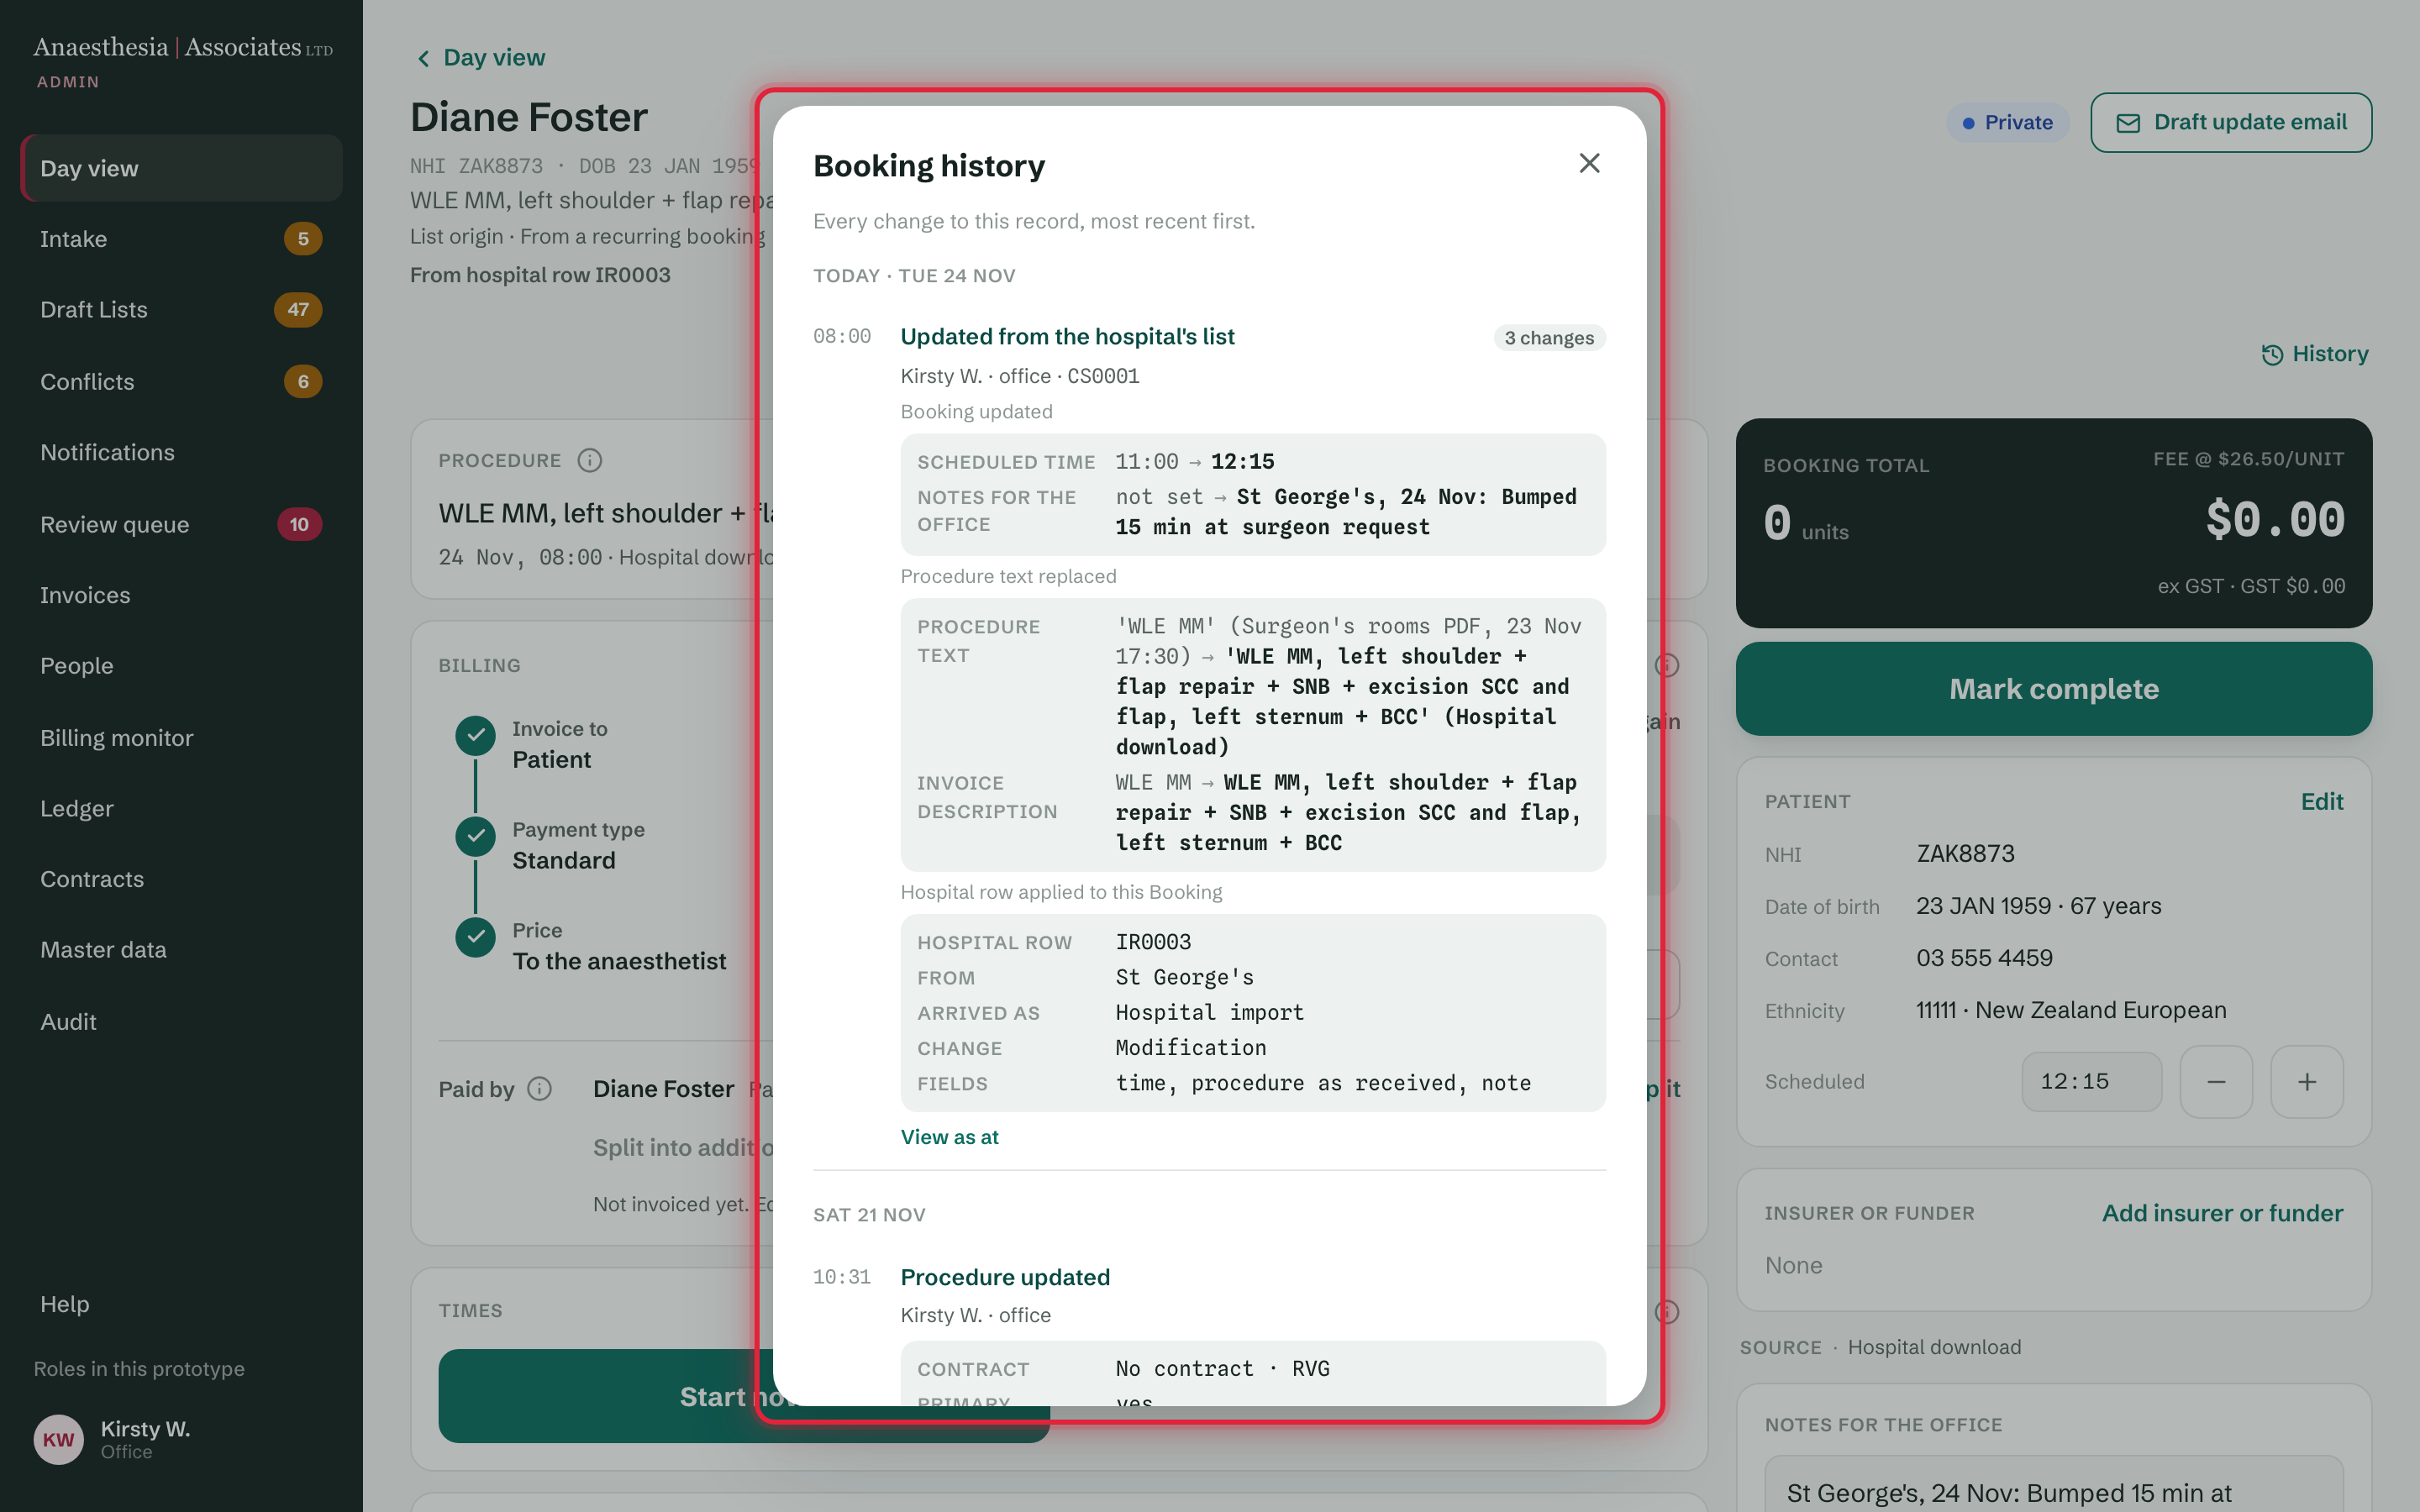 Anaesthesia | Associates LTD
ADMIN
Day view
Intake 5
Draft Lists 47
Conflicts 6
Notifications
Review queue 10
Invoices
People
Billing monitor
Ledger
Contracts
Master data
Audit
Help
Roles in this prototype
KW
Kirsty W.
Office
Day view
Diane Foster
NHI ZAK8873 · DOB 23 JAN 1959
WLE MM, left shoulder + flap
List origin · From a recurring booking
From hospital row IR0003
Private
Draft update email
History
PROCEDURE
WLE MM, left shoulder +
24 Nov, 08:00 · Hospital
BILLING
Invoice to
Patient
Payment type
Standard
Price
To the anaesthetist
Paid by
Diane Foster
Split into
Not invoiced yet.
TIMES
Start
Booking history
Every change to this record, most recent first.
TODAY · TUE 24 NOV
08:00 Updated from the hospital's list 3 changes
Kirsty W. · office · CS0001
Booking updated
SCHEDULED TIME 11:00 → 12:15
NOTES FOR THE OFFICE not set → St George's, 24 Nov: Bumped
15 min at surgeon request
Procedure text replaced
PROCEDURE TEXT 'WLE MM' (Surgeon's rooms PDF, 23 Nov
17:30) → 'WLE MM, left shoulder +
flap repair + SNB + excision SCC and
flap, left sternum + BCC' (Hospital
download)
INVOICE DESCRIPTION WLE MM → WLE MM, left shoulder + flap
repair + SNB + excision SCC and flap,
left sternum + BCC
Hospital row applied to this Booking
HOSPITAL ROW IR0003
FROM St George's
ARRIVED AS Hospital import
CHANGE Modification
FIELDS time, procedure as received, note
View as at
SAT 21 NOV
10:31 Procedure updated
Kirsty W. · office
CONTRACT No contract · RVG
PRIMARY yes
BOOKING TOTAL
FEE @ $26.50/UNIT
0 units
$0.00
ex GST · GST $0.00
Mark complete
PATIENT
Edit
NHI ZAK8873
Date of birth 23 JAN 1959 · 67 years
Contact 03 555 4459
Ethnicity 11111 · New Zealand European
Scheduled 12:15 − +
INSURER OR FUNDER
Add insurer or funder
None
SOURCE · Hospital download
NOTES FOR THE OFFICE
St George's, 24 Nov: Bumped 15 min at